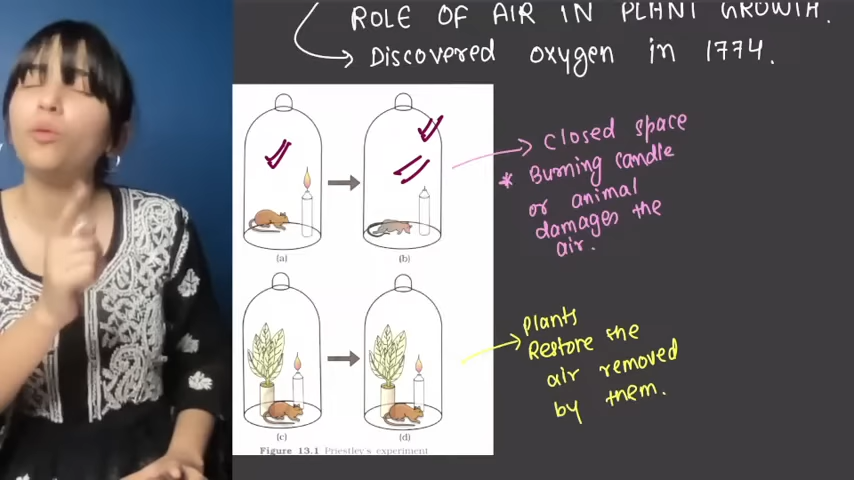 ROLE OF AIR IN PLANT GROWTH.
Discovered oxygen in 1774.
Closed space
* Burning candle
or animal
damages the
air.
(a)
(b)
Plants
Restore the
air removed
by them.
(c)
(d)
Figure 13.1 Priestley's experiment